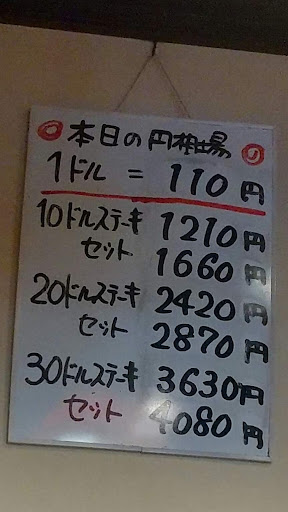 本日の円相場
1ドル = 110円
10ドルステーキ 1210円
セット 1660円
20ドルステーキ 2420円
セット 2870円
30ドルステーキ 3630円
セット 4080円